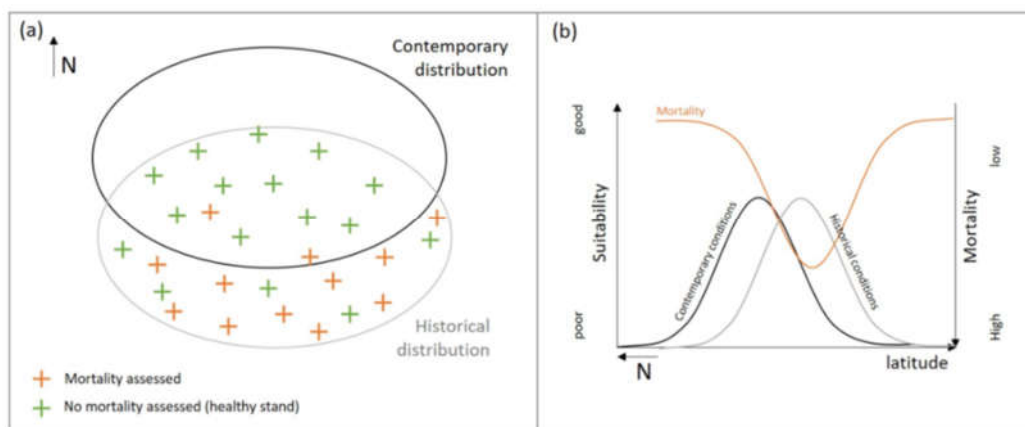 (a)
N
Contemporary
distribution
Historical
distribution
Mortality assessed
No mortality assessed (healthy stand)
(b)
Mortality
good
low
Suitability
Mortality
Contemporary conditions
Historical conditions
poor
High
N
latitude